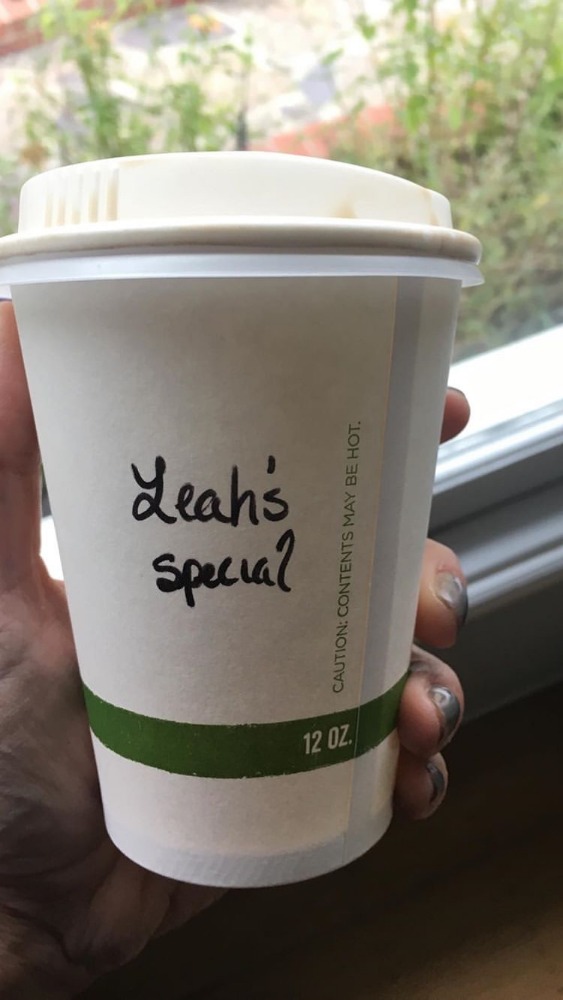 Leah's
special
CAUTION: CONTENTS MAY BE HOT.
12 OZ.